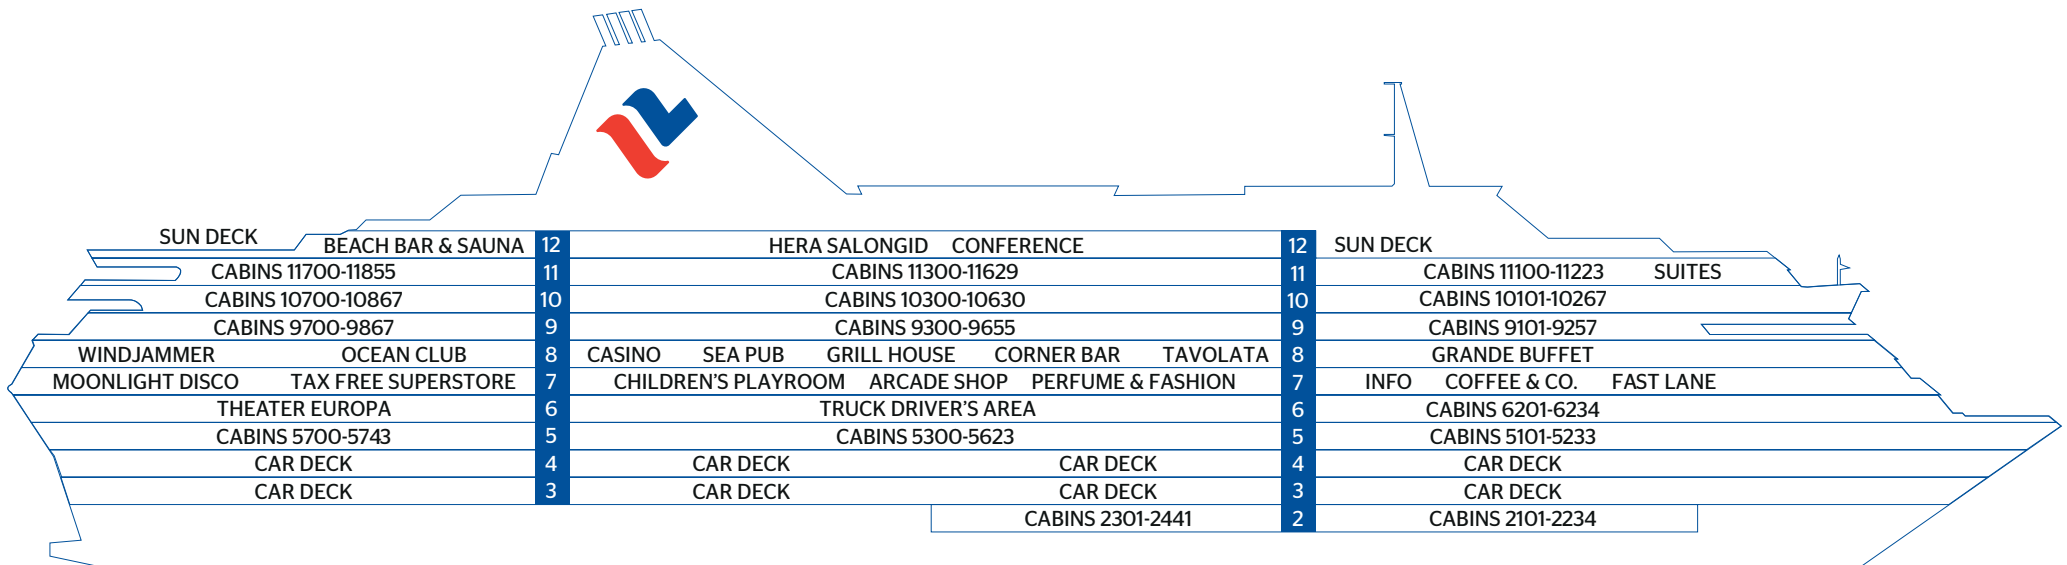 SUN DECK BEACH BAR & SAUNA 12 HERA SALONGID CONFERENCE 12 SUN DECK
CABINS 11700-11855 11 CABINS 11300-11629 11 CABINS 11100-11223 SUITES
CABINS 10700-10867 10 CABINS 10300-10630 10 CABINS 10101-10267
CABINS 9700-9867 9 CABINS 9300-9655 9 CABINS 9101-9257
WINDJAMMER OCEAN CLUB 8 CASINO SEA PUB GRILL HOUSE CORNER BAR TAVOLATA 8 GRANDE BUFFET
MOONLIGHT DISCO TAX FREE SUPERSTORE 7 CHILDREN'S PLAYROOM ARCADE SHOP PERFUME & FASHION 7 INFO COFFEE & CO. FAST LANE
THEATER EUROPA 6 TRUCK DRIVER'S AREA 6 CABINS 6201-6234
CABINS 5700-5743 5 CABINS 5300-5623 5 CABINS 5101-5233
CAR DECK 4 CAR DECK CAR DECK 4 CAR DECK
CAR DECK 3 CAR DECK CAR DECK 3 CAR DECK
CABINS 2301-2441 2 CABINS 2101-2234